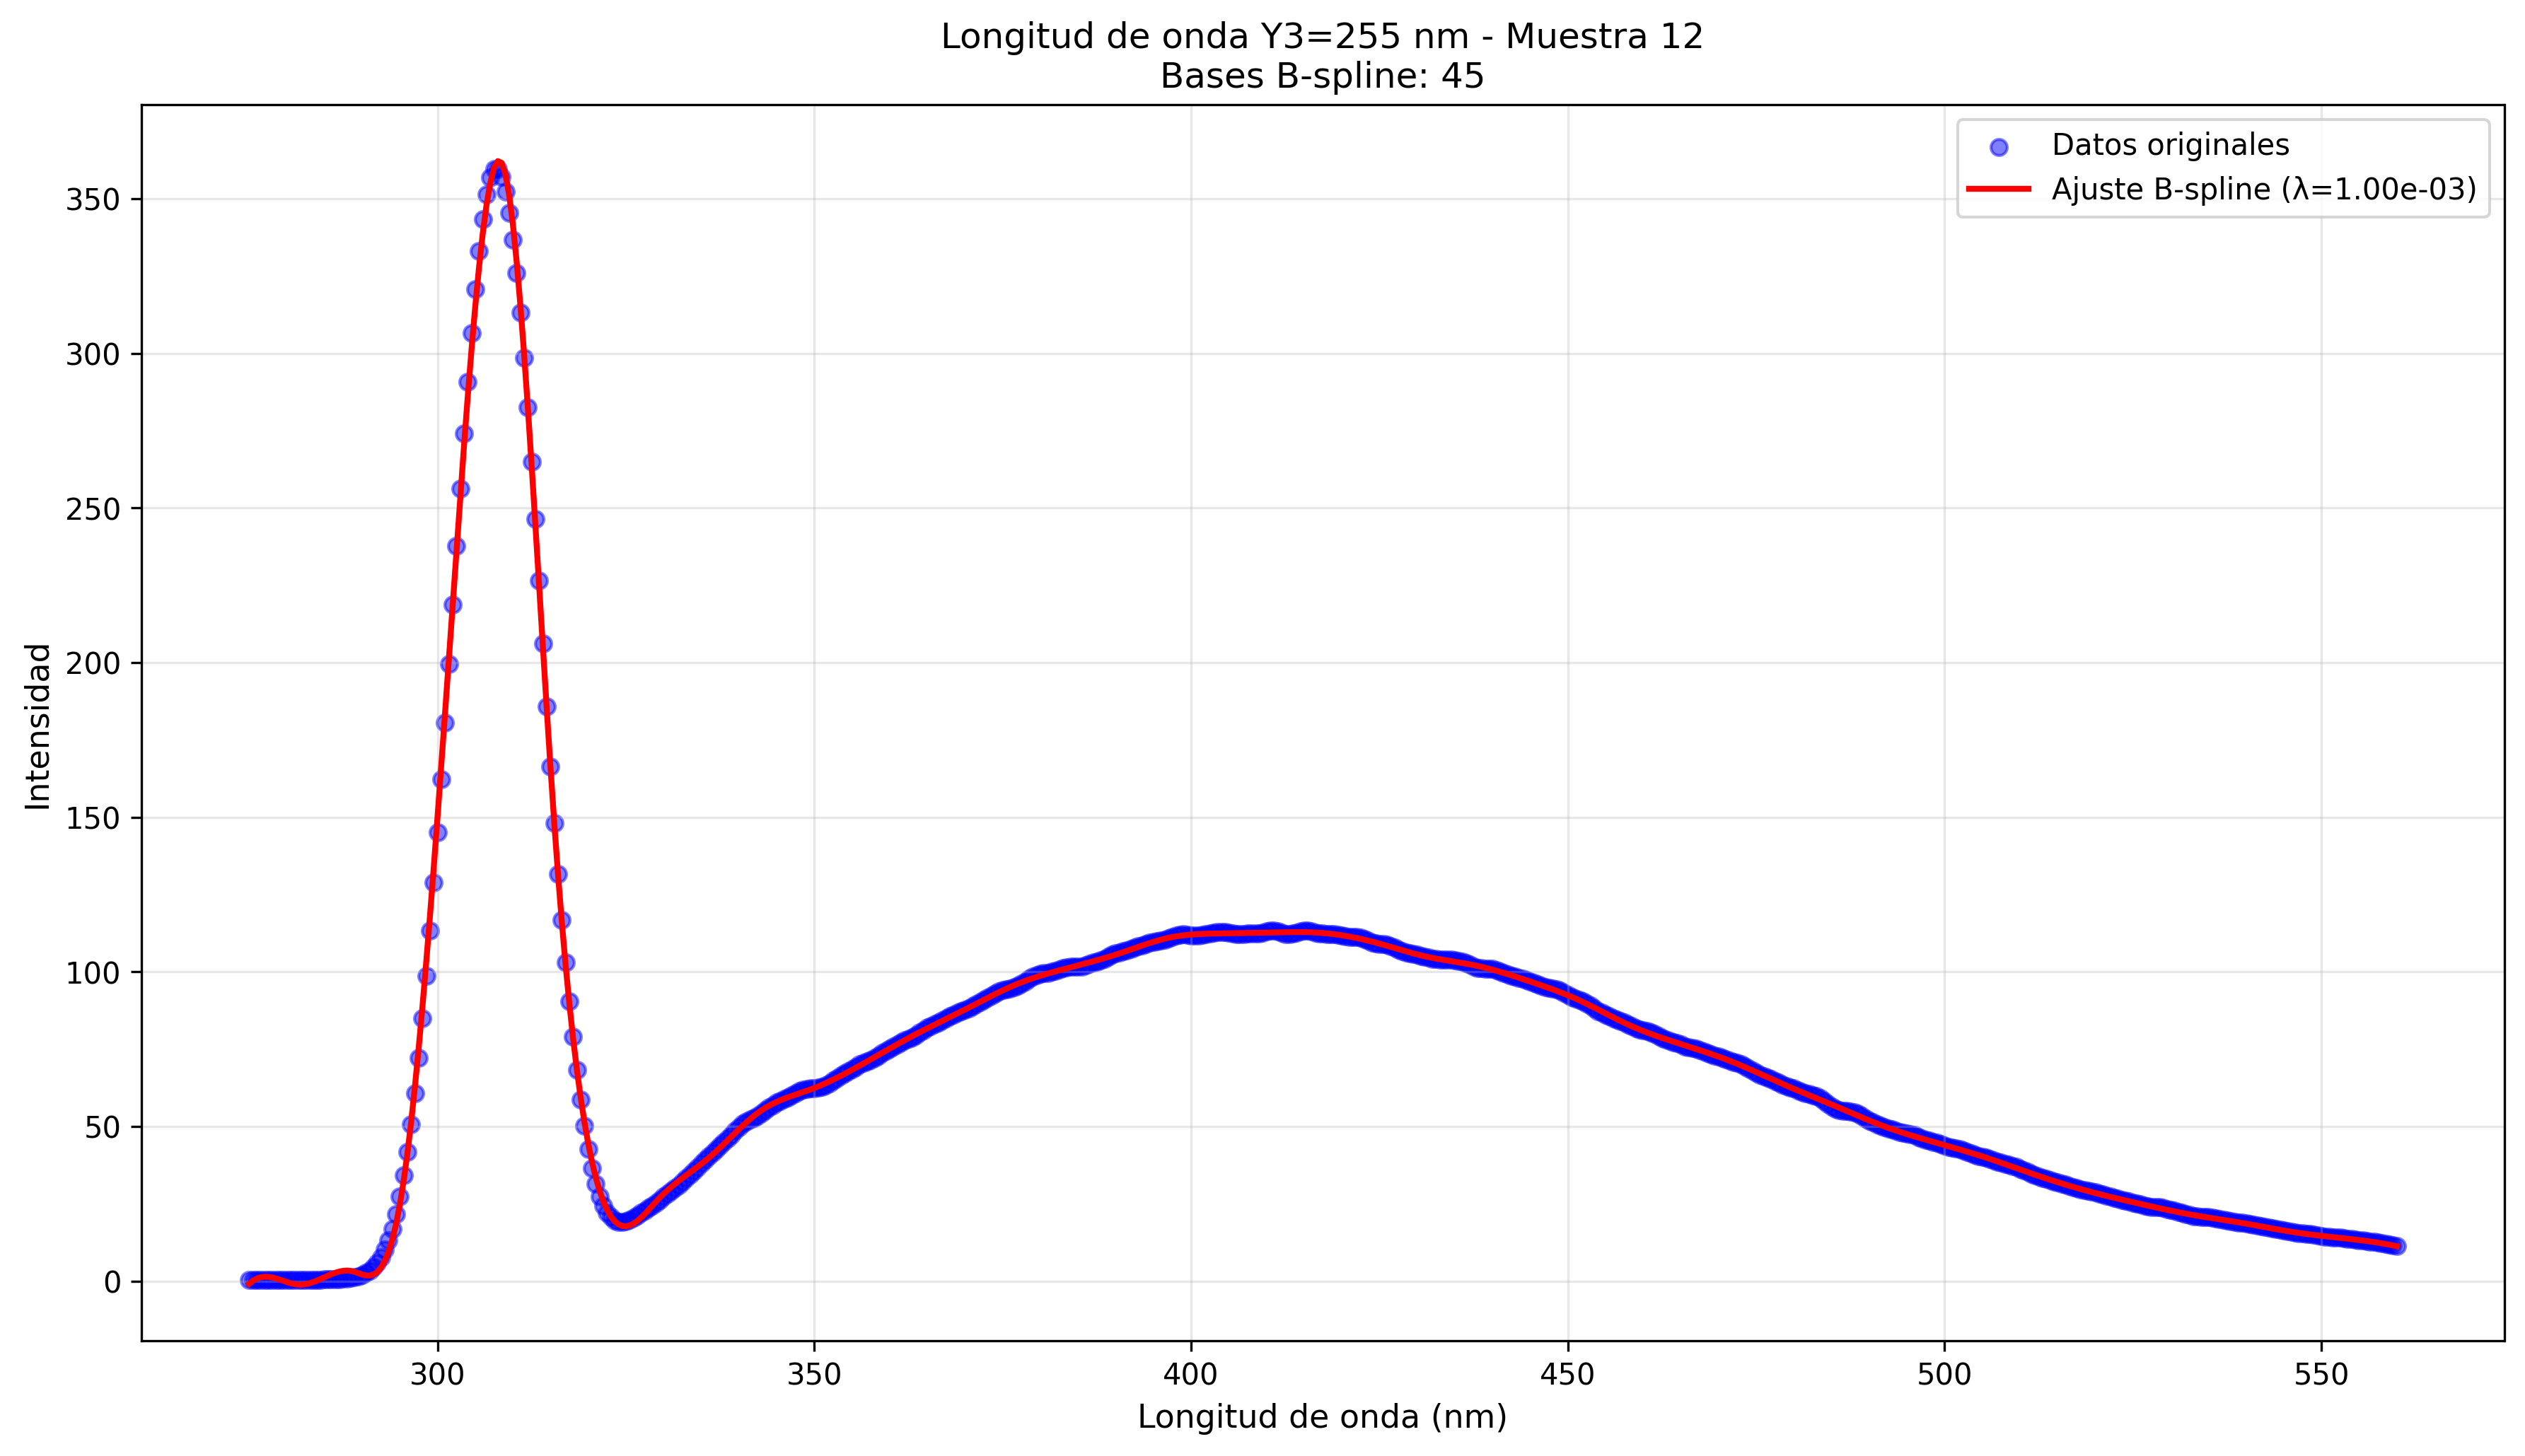 Longitud de onda Y3=255 nm - Muestra 12
Bases B-spline: 45
Datos originales
Ajuste B-spline (λ=1.00e-03)
350
300
250
200
150
100
50
0
Intensidad
300 350 400 450 500 550
Longitud de onda (nm)